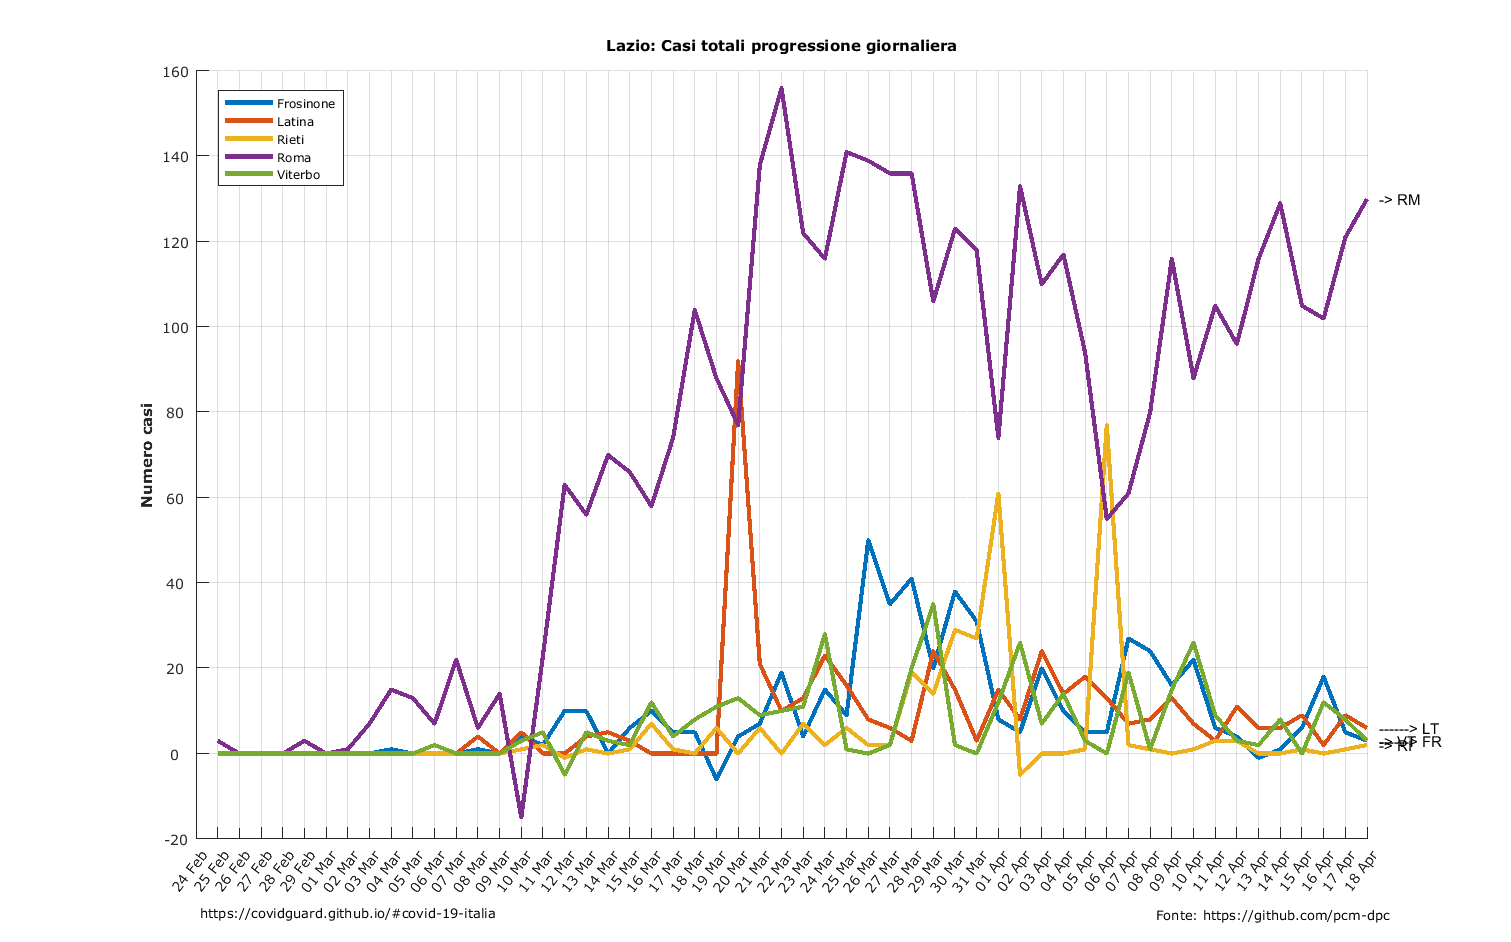 Lazio: Casi totali progressione giornaliera
160
140
120
100
80
60
40
20
0
-20
Numero casi
Frosinone
Latina
Rieti
Roma
Viterbo
-> RM
------> LT
FR
24 Feb
25 Feb
26 Feb
27 Feb
28 Feb
29 Feb
01 Mar
02 Mar
03 Mar
04 Mar
05 Mar
06 Mar
07 Mar
08 Mar
09 Mar
10 Mar
11 Mar
12 Mar
13 Mar
14 Mar
15 Mar
16 Mar
17 Mar
18 Mar
19 Mar
20 Mar
21 Mar
22 Mar
23 Mar
24 Mar
25 Mar
26 Mar
27 Mar
28 Mar
29 Mar
30 Mar
31 Mar
01 Apr
02 Apr
03 Apr
04 Apr
05 Apr
06 Apr
07 Apr
08 Apr
09 Apr
10 Apr
11 Apr
12 Apr
13 Apr
14 Apr
15 Apr
16 Apr
17 Apr
18 Apr
https://covidguard.github.io/#covid-19-italia
Fonte: https://github.com/pcm-dpc